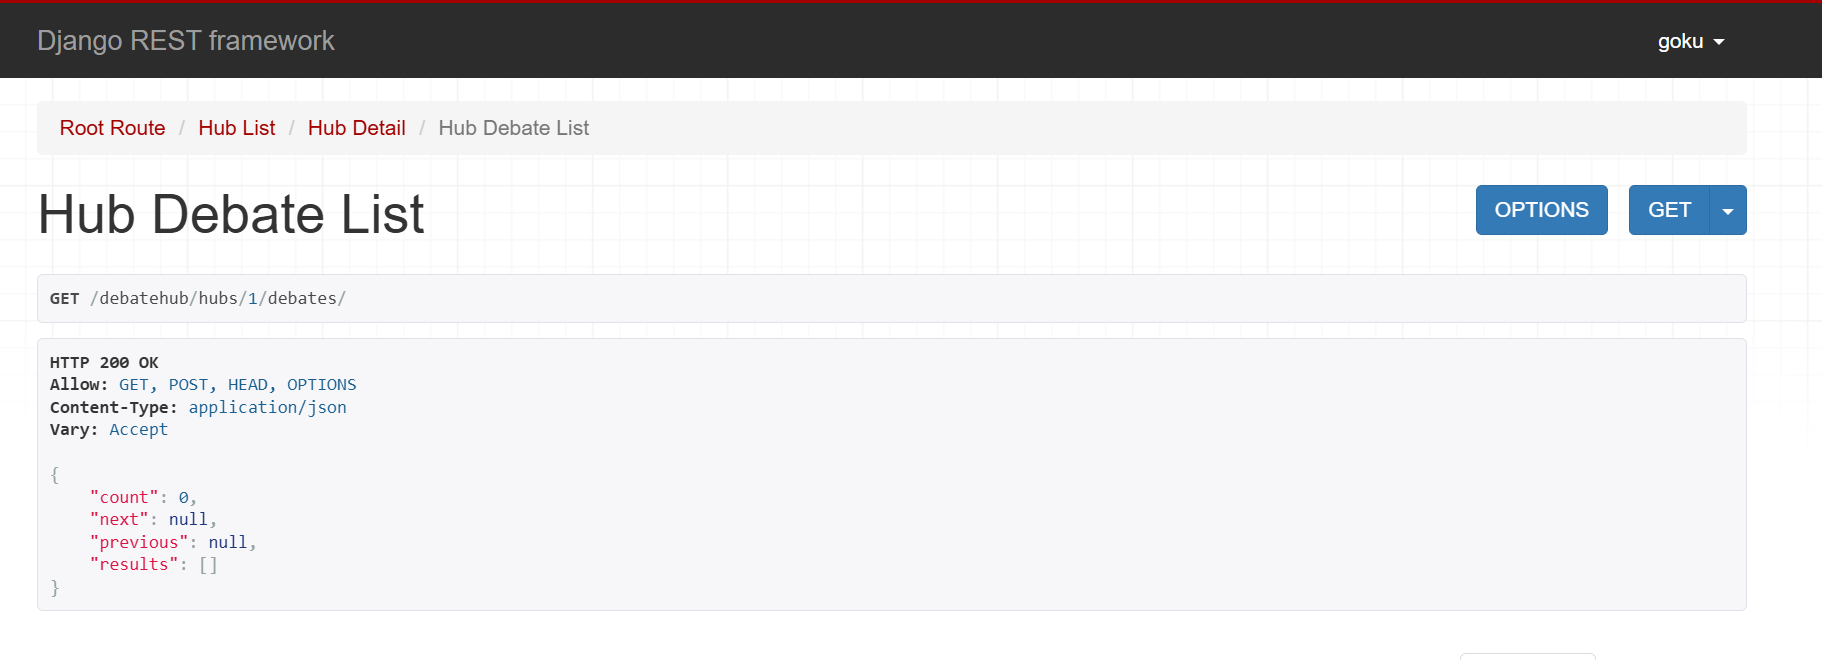 Django REST framework
goku
Root Route / Hub List / Hub Detail / Hub Debate List
Hub Debate List
OPTIONS
GET
GET /debatehub/hubs/1/debates/
HTTP 200 OK
Allow: GET, POST, HEAD, OPTIONS
Content-Type: application/json
Vary: Accept
{
    "count": 0,
    "next": null,
    "previous": null,
    "results": []
}